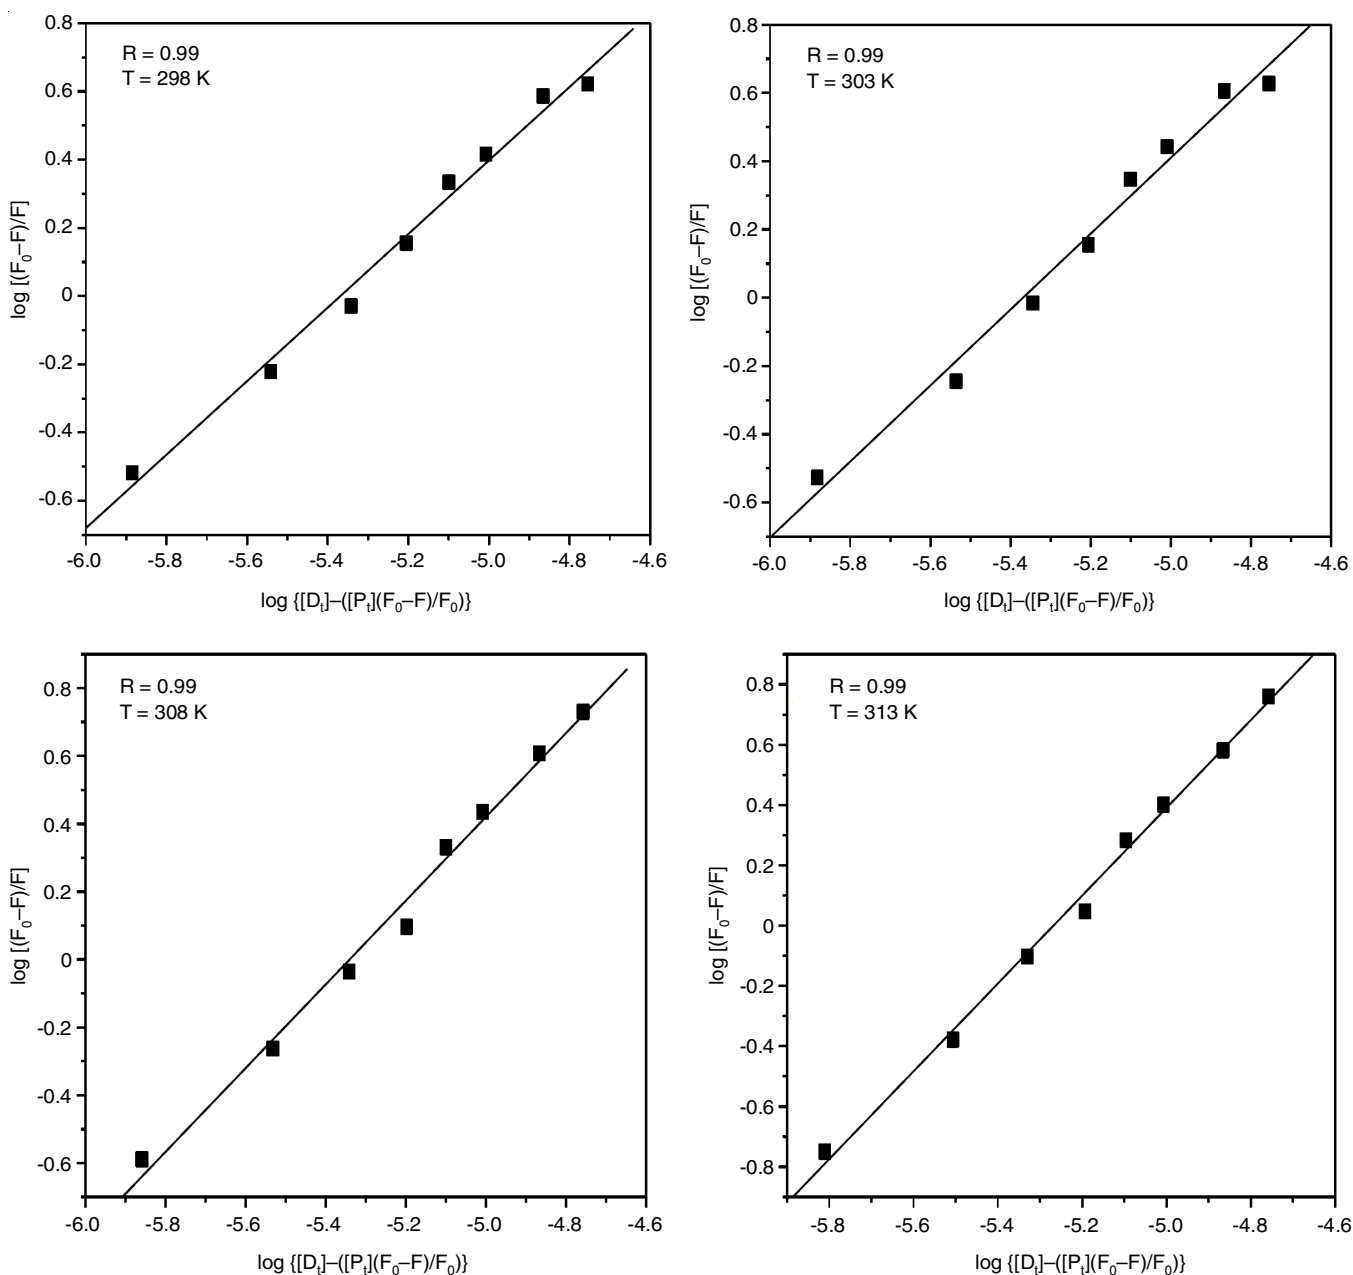 R = 0.99
T = 298 K
0.8
0.6
0.4
0.2
0
-0.2
-0.4
-0.6
log [(F₀–F)/F]
-6.0 -5.8 -5.6 -5.4 -5.2 -5.0 -4.8 -4.6
log {[Dₜ]–([Pₜ](F₀–F)/F₀)}
R = 0.99
T = 303 K
0.8
0.6
0.4
0.2
0
-0.2
-0.4
-0.6
log [(F₀–F)/F]
-6.0 -5.8 -5.6 -5.4 -5.2 -5.0 -4.8 -4.6
log {[Dₜ]–([Pₜ](F₀–F)/F₀)}
R = 0.99
T = 308 K
0.8
0.6
0.4
0.2
0
-0.2
-0.4
-0.6
log [(F₀–F)/F]
-6.0 -5.8 -5.6 -5.4 -5.2 -5.0 -4.8 -4.6
log {[Dₜ]–([Pₜ](F₀–F)/F₀)}
R = 0.99
T = 313 K
0.8
0.6
0.4
0.2
0
-0.2
-0.4
-0.6
-0.8
log [(F₀–F)/F]
-5.8 -5.6 -5.4 -5.2 -5.0 -4.8 -4.6
log {[Dₜ]–([Pₜ](F₀–F)/F₀)}